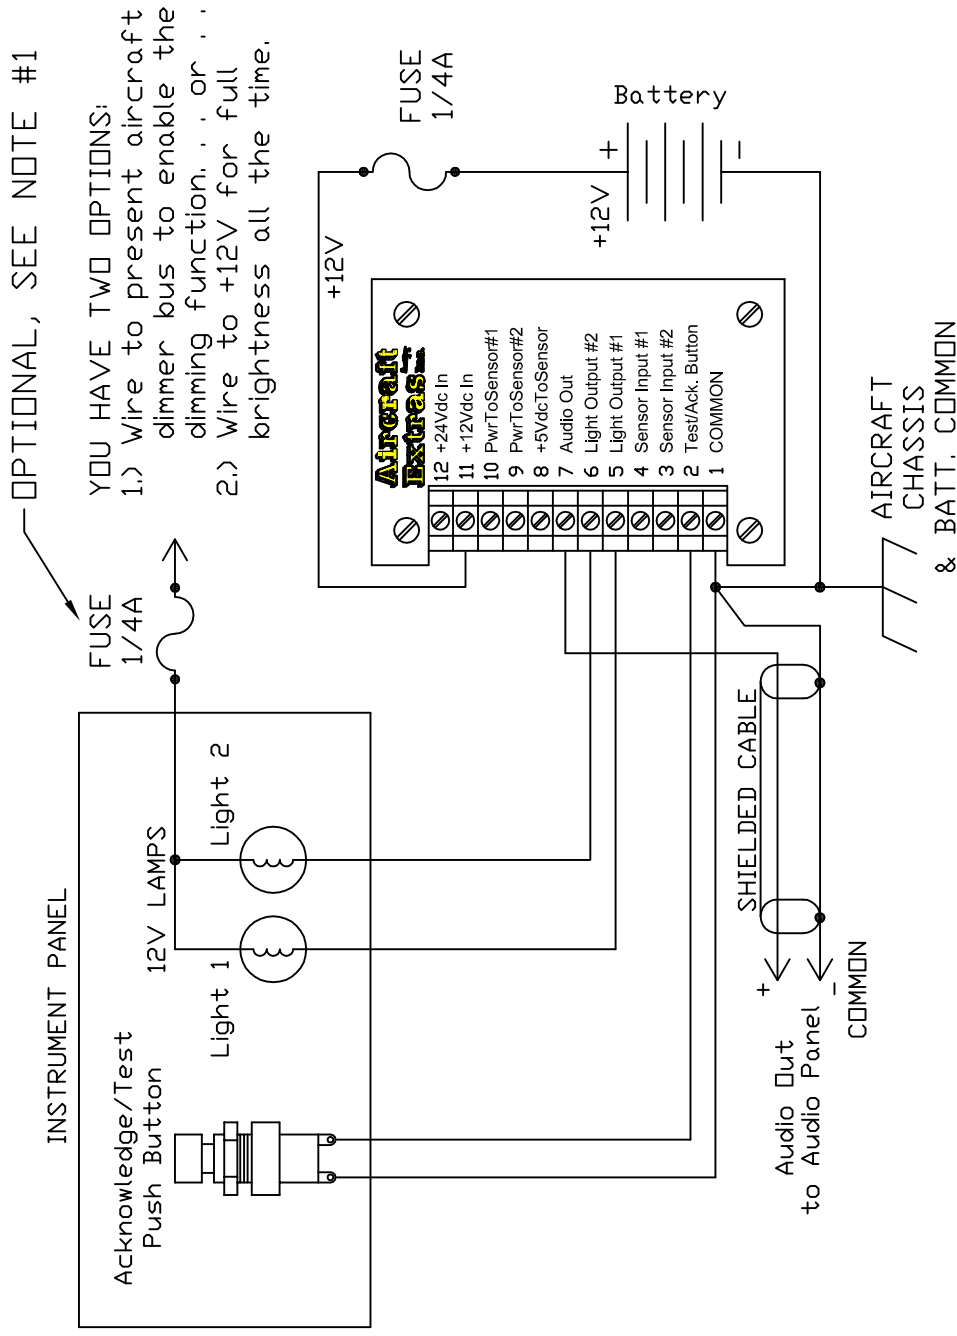 OPTIONAL, SEE NOTE #1
YOU HAVE TWO OPTIONS:
1.) Wire to present aircraft
dimmer bus to enable the
dimming function. . . or . . .
2.) Wire to +12V for full
brightness all the time.
FUSE
1/4A
INSTRUMENT PANEL
12V LAMPS
Light 1
Light 2
Acknowledge/Test
Push Button
FUSE
1/4A
+12V
Battery
+
-
+12V
Aircraft
Extras, Inc.
12 +24Vdc In
11 +12Vdc In
10 PwrToSensor#1
9 PwrToSensor#2
8 +5VdcToSensor
7 Audio Out
6 Light Output #2
5 Light Output #1
4 Sensor Input #1
3 Sensor Input #2
2 Test/Ack. Button
1 COMMON
AIRCRAFT
CHASSIS
& BATT. COMMON
SHIELDED CABLE
+
-
COMMON
Audio Out
to Audio Panel